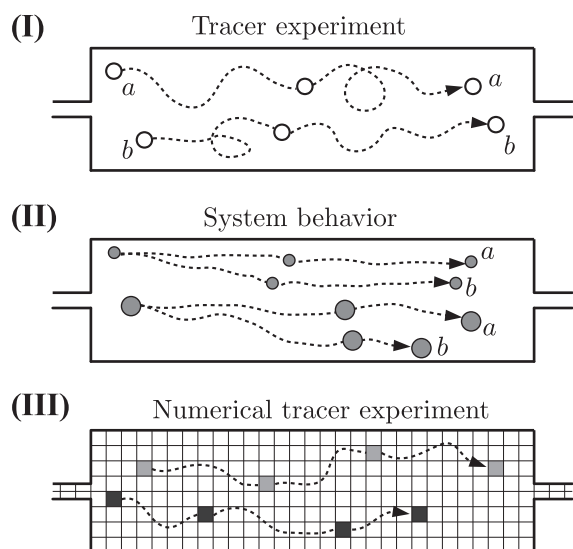 (I) Tracer experiment
a a
b b
(II) System behavior
a
b
a
b
(III) Numerical tracer experiment